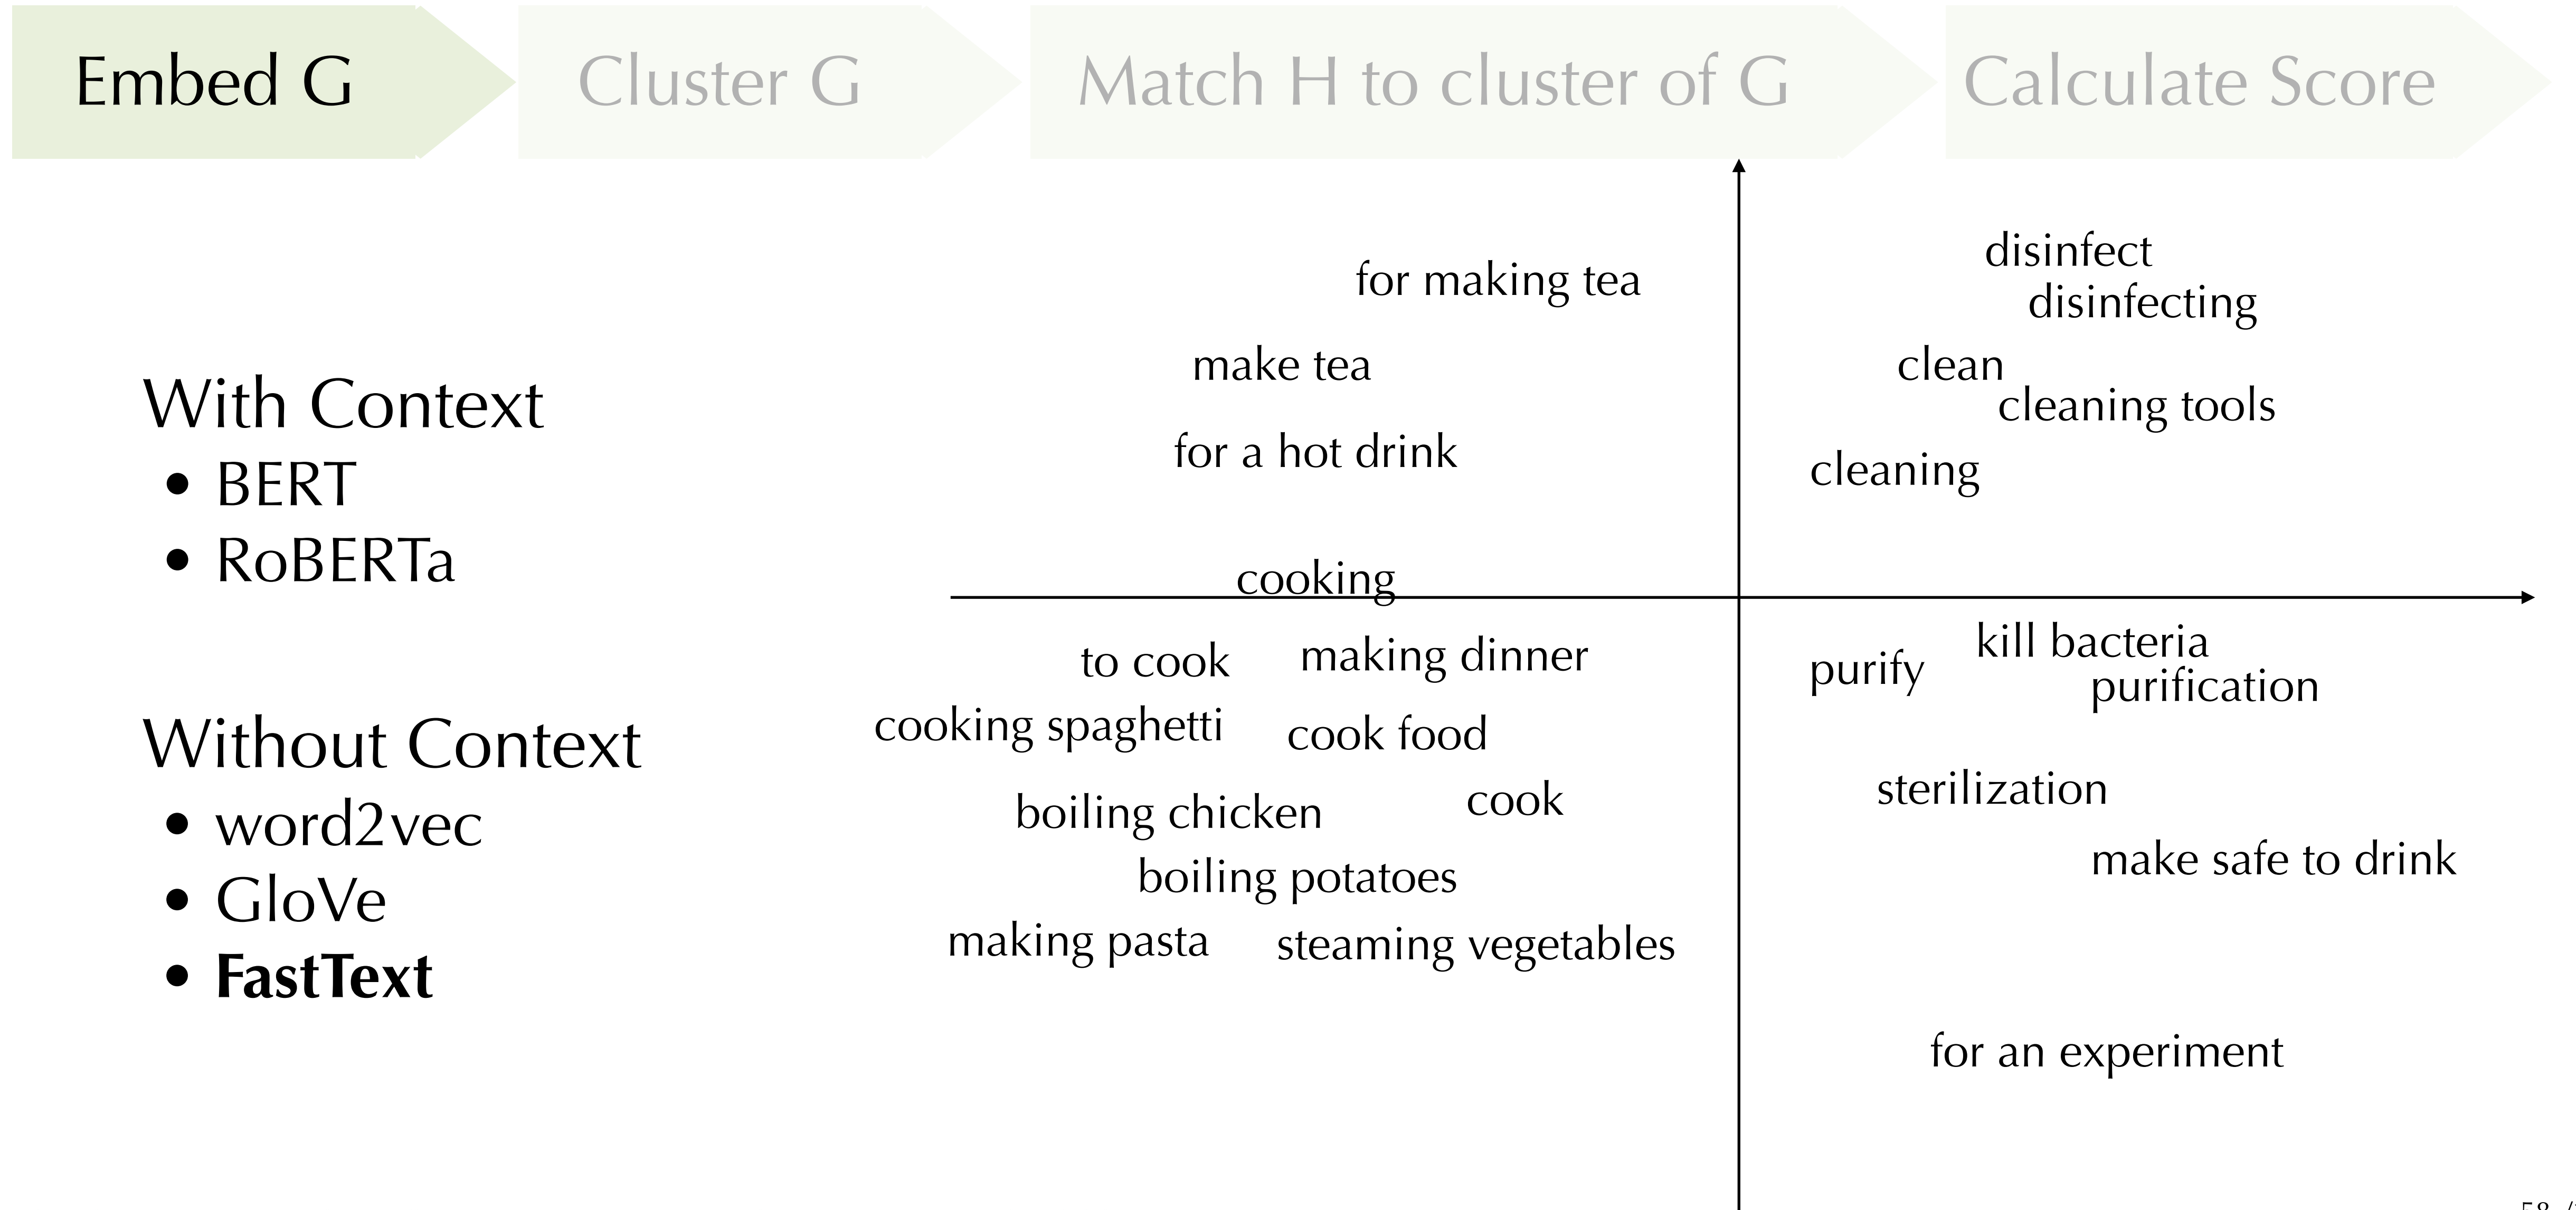 Embed G
Cluster G
Match H to cluster of G
Calculate Score
With Context
• BERT
• RoBERTa
Without Context
• word2vec
• GloVe
• FastText
for making tea
make tea
for a hot drink
cooking
disinfect
disinfecting
clean
cleaning tools
cleaning
to cook
making dinner
cooking spaghetti
cook food
boiling chicken
cook
boiling potatoes
making pasta
steaming vegetables
kill bacteria
purify
purification
sterilization
make safe to drink
for an experiment